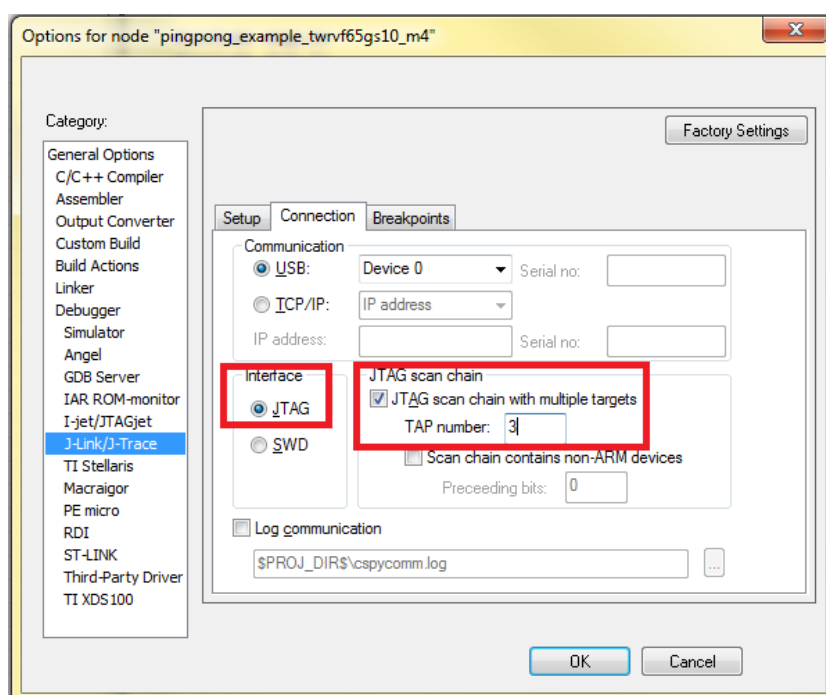 Options for node "pingpong_example_twrvf65gs10_m4"
Category:
Factory Settings
General Options
C/C++ Compiler
Assembler
Output Converter
Custom Build
Build Actions
Linker
Debugger
Simulator
Angel
GDB Server
IAR ROM-monitor
I-jet/JTAGjet
J-Link/J-Trace
TI Stellaris
Macraigor
PE micro
RDI
ST-LINK
Third-Party Driver
TI XDS100
Setup Connection Breakpoints
Communication
USB: Device 0 Serial no:
TCP/IP: IP address
IP address: Serial no:
Interface
JTAG
SWD
JTAG scan chain
JTAG scan chain with multiple targets
TAP number: 3
Scan chain contains non-ARM devices
Preceeding bits: 0
Log communication
$PROJ_DIR$\cspycomm.log ...
OK Cancel